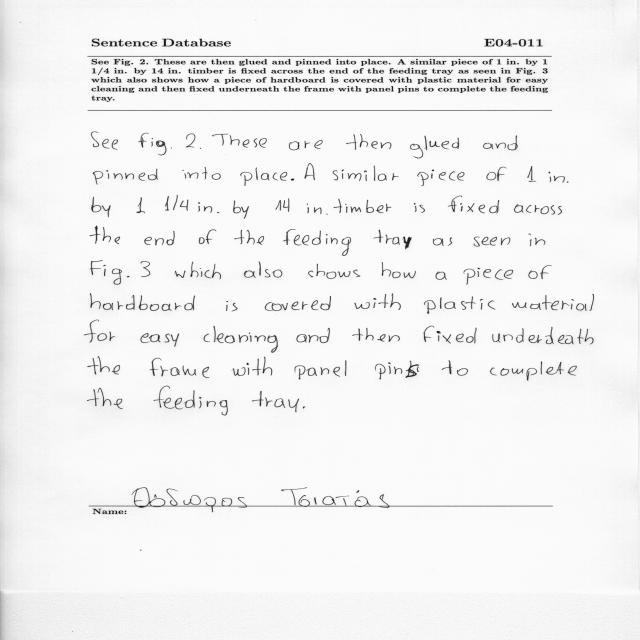 Sentence Database E04-011
See Fig. 2. These are then glued and pinned into place. A similar piece of 1 in. by 1
1/4 in. by 14 in. timber is fixed across the end of the feeding tray as seen in Fig. 3
which also shows how a piece of hardboard is covered with plastic material for easy
cleaning and then fixed underneath the frame with panel pins to complete the feeding
tray.
See fig. 2. These are then glued and
pinned into place. A similar piece of 1 in.
by 1 1/4 in. by 14 in. timber is fixed across
the end of the feeding tray as seen in
Fig. 3 which also shows how a piece of
hardboard is covered with plastic material
for easy cleaning and then fixed underdeath
the frame with panel pins to complete
the feeding tray.
Θόδωρος Τσιατάς
Name: